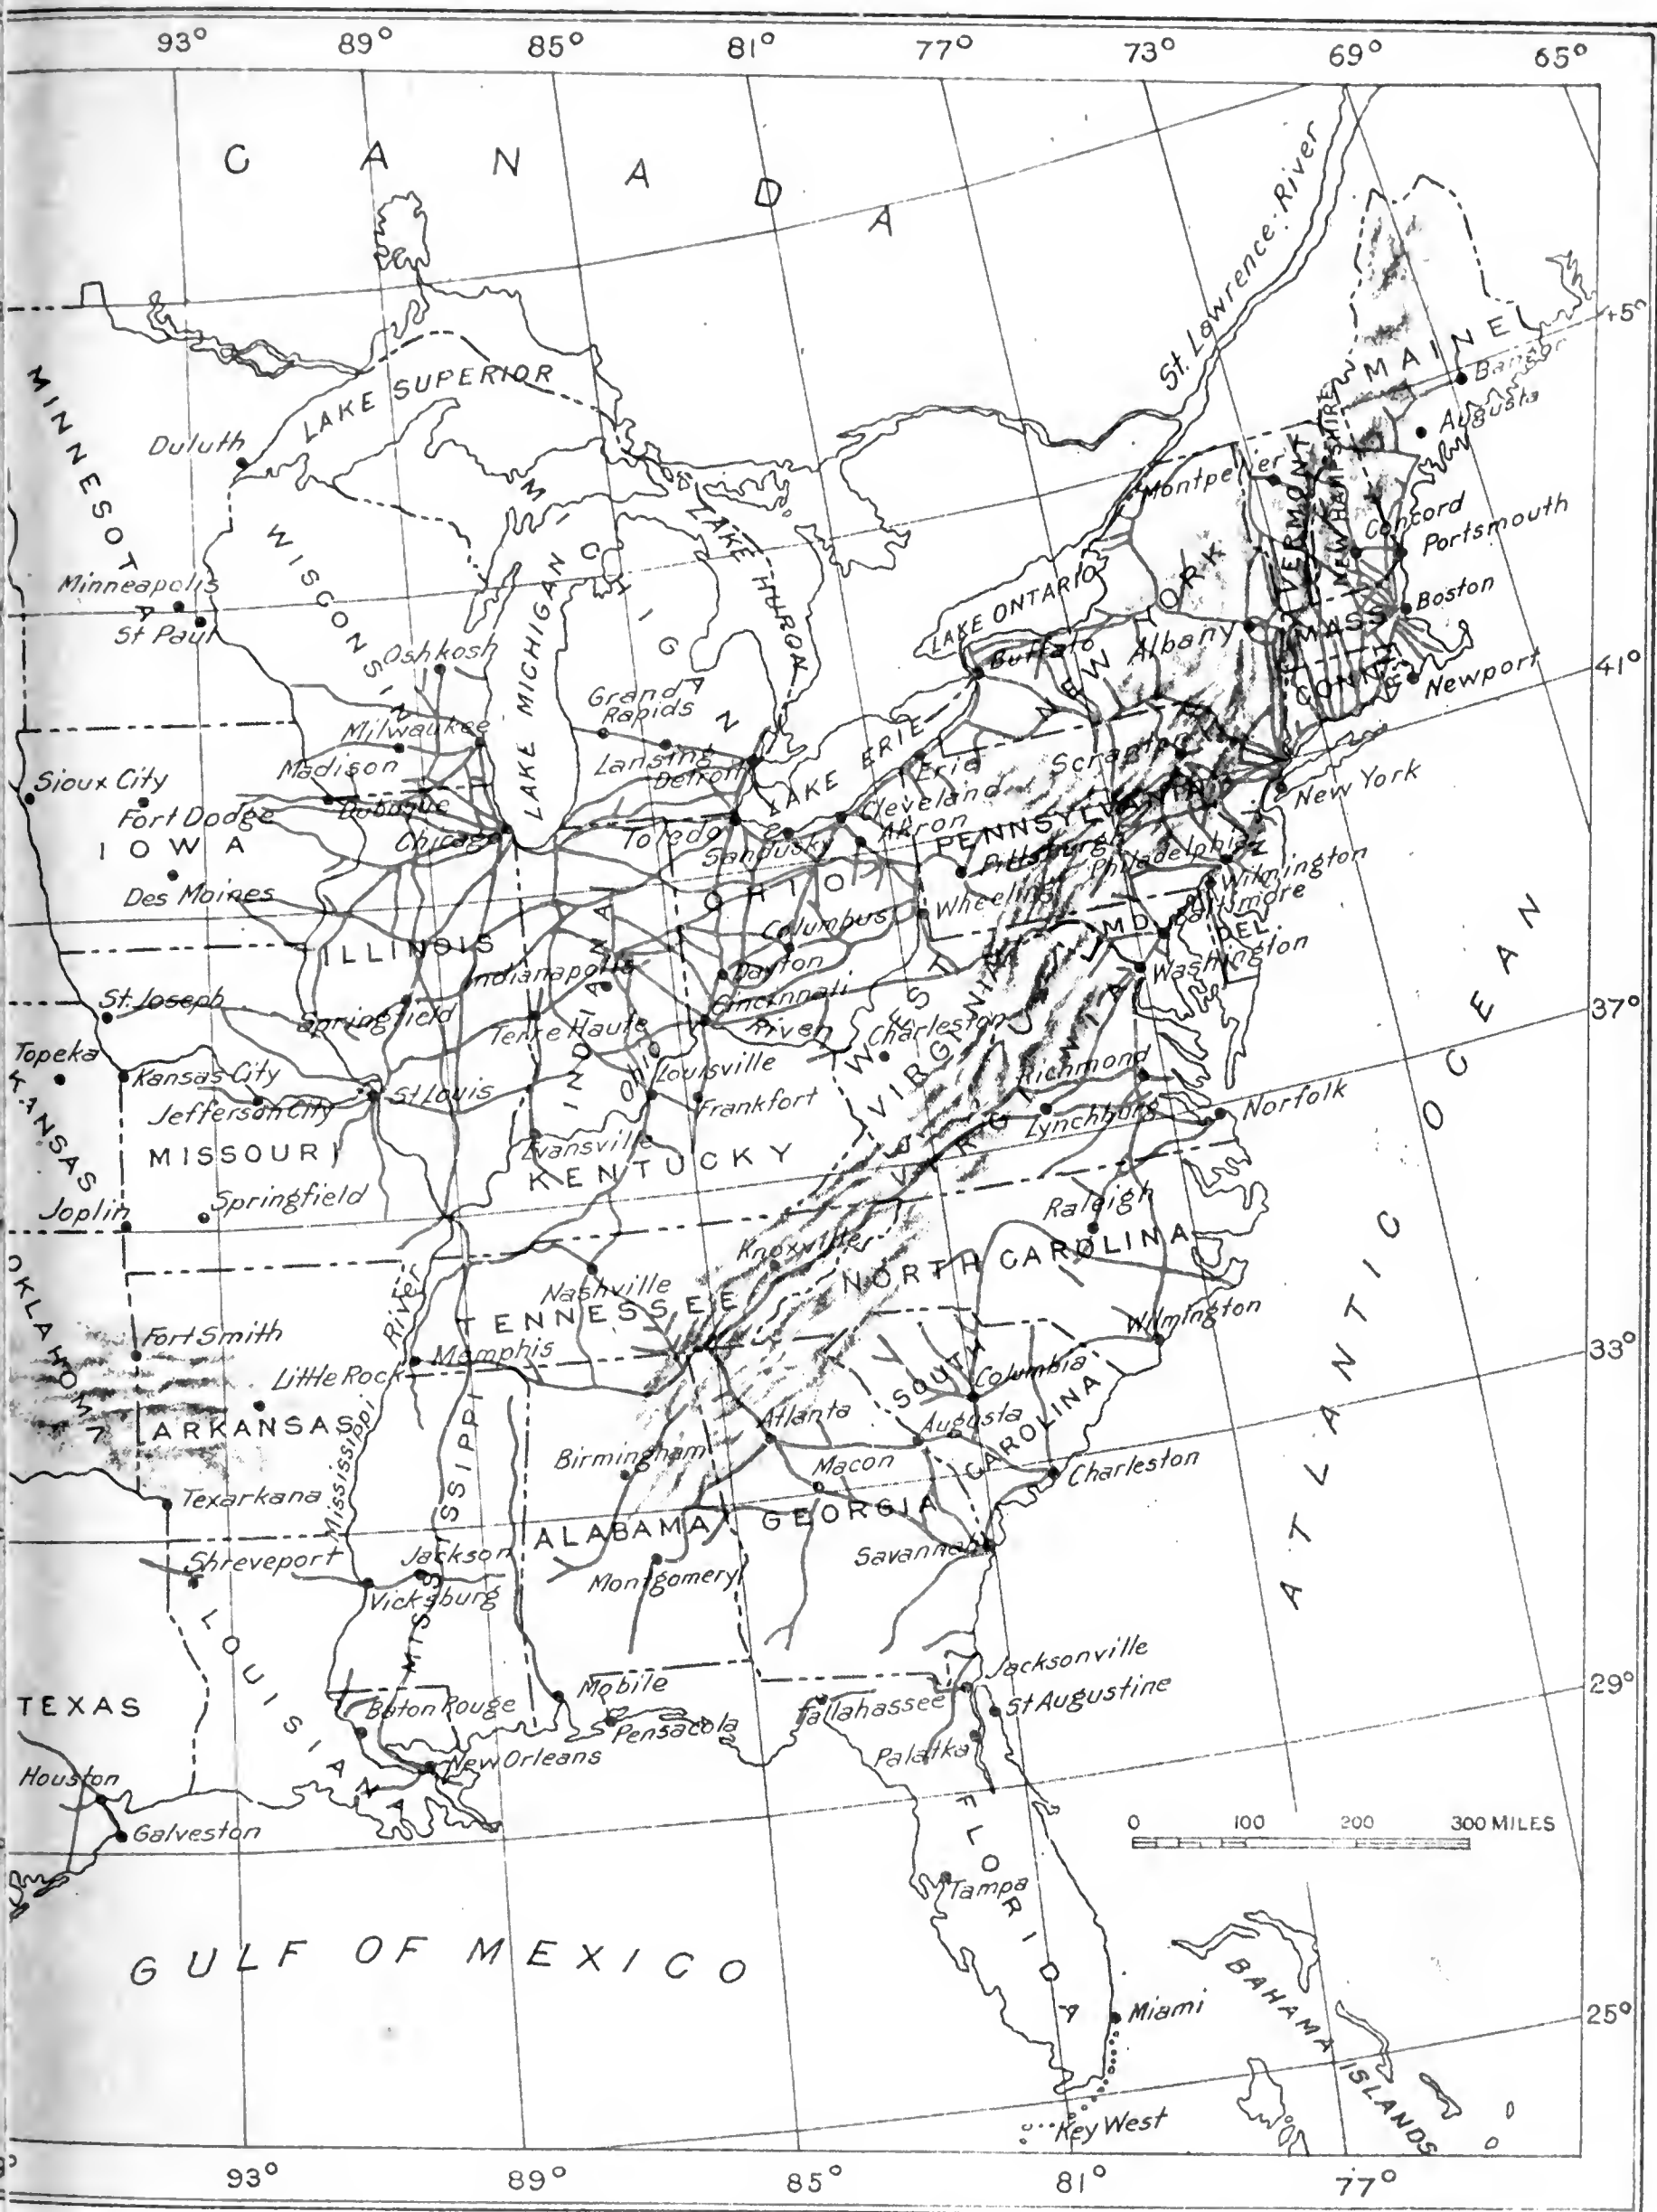 93° 89° 85° 81° 77° 73° 69° 65°
CANADA
St. Lawrence River
45°
MAINE
Bangor
Augusta
MINNESOTA
LAKE SUPERIOR
Duluth
Montpelier
VERMONT
NEW HAMPSHIRE
Concord
Portsmouth
WISCONSIN
MICHIGAN
LAKE HURON
LAKE MICHIGAN
Minneapolis
St Paul
LAKE ONTARIO
NEW YORK
Boston
MASS
Albany
Buffalo
Oshkosh
CONN
R I
Newport
41°
Grand Rapids
Milwaukee
Lansing
Madison
Detroit
LAKE ERIE
Erie
Scranton
Sioux City
Fort Dodge
Dubuque
Chicago
Toledo
Sandusky
Cleveland
Akron
PENNSYLVANIA
New York
IOWA
Pittsburgh
Philadelphia
N J
Des Moines
OHIO
Wheeling
Wilmington
Baltimore
Columbus
MD
DEL
ILLINOIS
Indianapolis
Dayton
Washington
INDIANA
St. Joseph
Springfield
Terre Haute
Cincinnati
Ohio River
Charleston
WEST VIRGINIA
VIRGINIA
37°
Topeka
KANSAS
Kansas City
Jefferson City
St Louis
Louisville
Frankfort
Richmond
Lynchburg
Norfolk
MISSOURI
Evansville
KENTUCKY
Joplin
Springfield
Raleigh
OKLAHOMA
Knoxville
NORTH CAROLINA
Nashville
TENNESSEE
Mississippi River
Fort Smith
Memphis
Wilmington
33°
Little Rock
Columbia
SOUTH CAROLINA
ARKANSAS
Atlanta
Augusta
Birmingham
Macon
Charleston
Texarkana
MISSISSIPPI
ALABAMA
GEORGIA
Savannah
Shreveport
Jackson
Vicksburg
Montgomery
ATLANTIC OCEAN
LOUISIANA
Jacksonville
29°
TEXAS
Baton Rouge
Mobile
Pensacola
Tallahassee
St Augustine
Palatka
New Orleans
Houston
Galveston
FLORIDA
0 100 200 300 MILES
Tampa
GULF OF MEXICO
BAHAMA ISLANDS
Miami
25°
Key West
93° 89° 85° 81° 77°